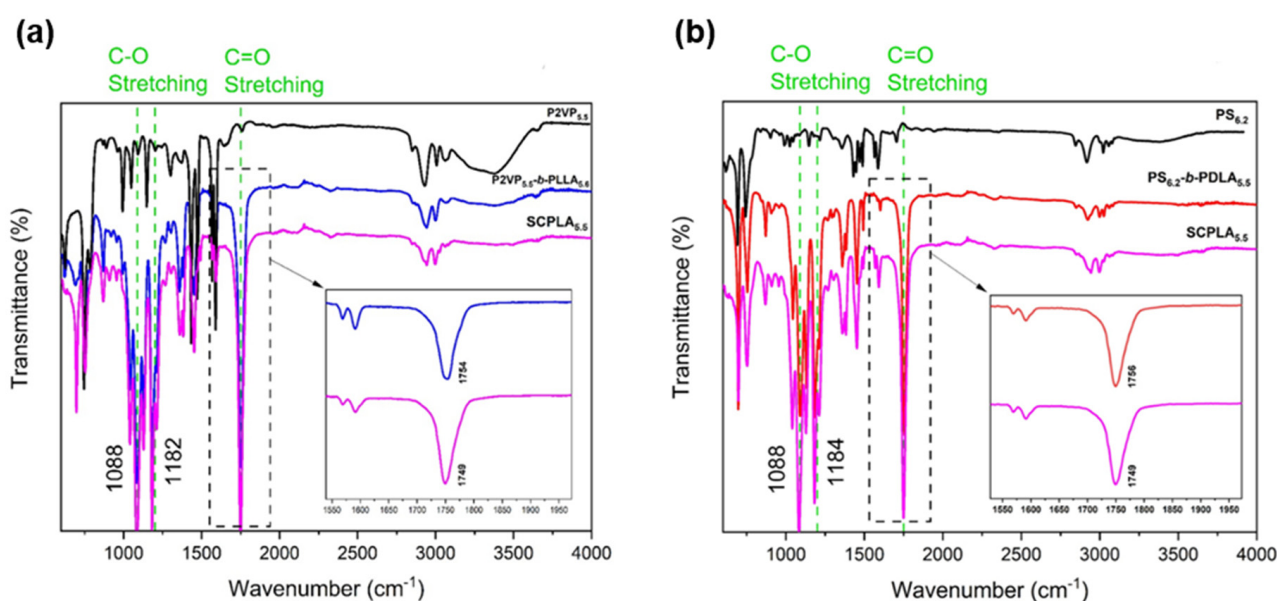 (a)
C-O
Stretching
C=O
Stretching
P2VP5.5
P2VP5.5-b-PLLA5.6
SCPLA5.5
1754
1749
1550 1600 1650 1700 1750 1800 1850 1900 1950
1088
1182
Transmittance (%)
1000 1500 2000 2500 3000 3500 4000
Wavenumber (cm-1)
(b)
C-O
Stretching
C=O
Stretching
PS6.2
PS6.2-b-PDLA5.5
SCPLA5.5
1756
1749
1550 1600 1650 1700 1750 1800 1850 1900 1950
1088
1184
Transmittance (%)
1000 1500 2000 2500 3000 3500 4000
Wavenumber (cm-1)